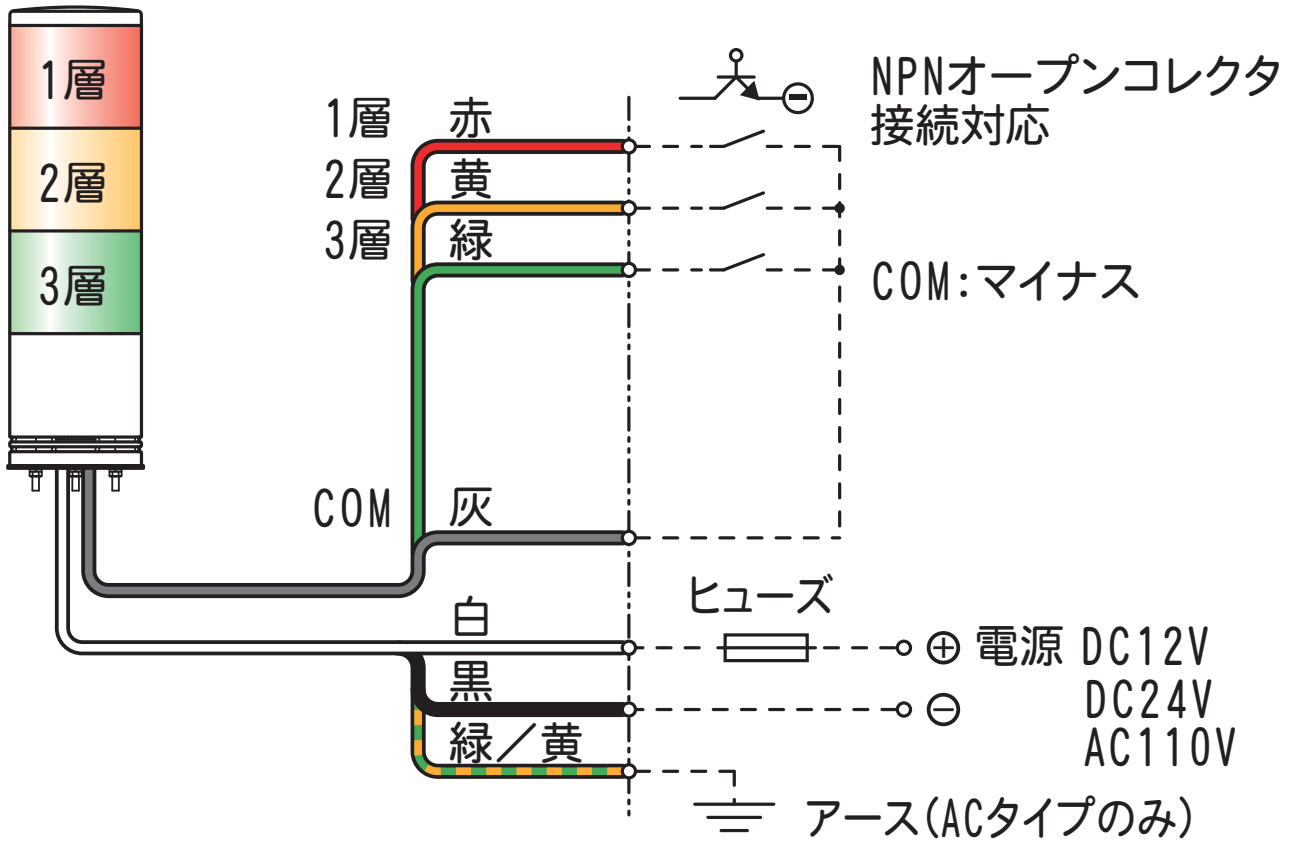 1層
2層
3層
1層 赤
2層 黄
3層 緑
COM 灰
白
黒
緑／黄
NPNオープンコレクタ
接続対応
COM:マイナス
ヒューズ
⊕ 電源 DC12V
⊖ DC24V
AC110V
アース(ACタイプのみ)